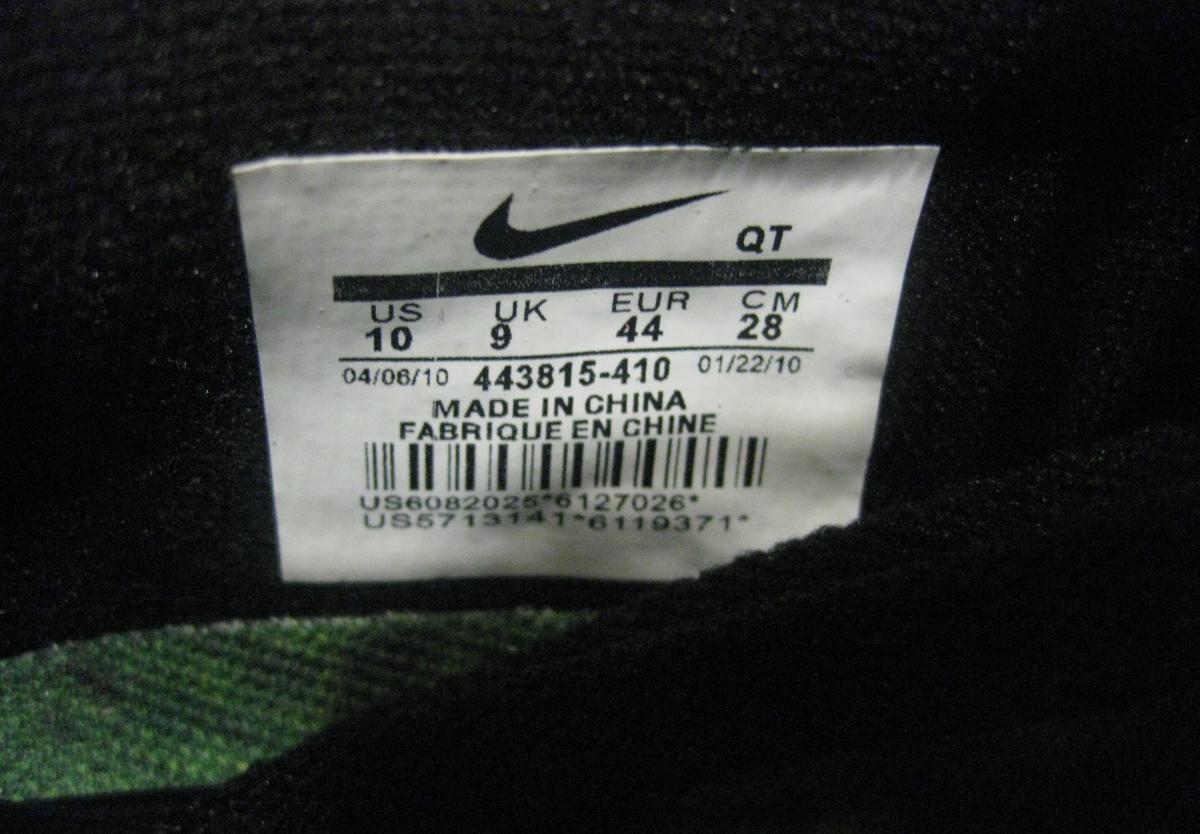 QT
US UK EUR CM
10 9 44 28
04/06/10 443815-410 01/22/10
MADE IN CHINA
FABRIQUE EN CHINE
US6082025*6127026*
US5713141*6119371*